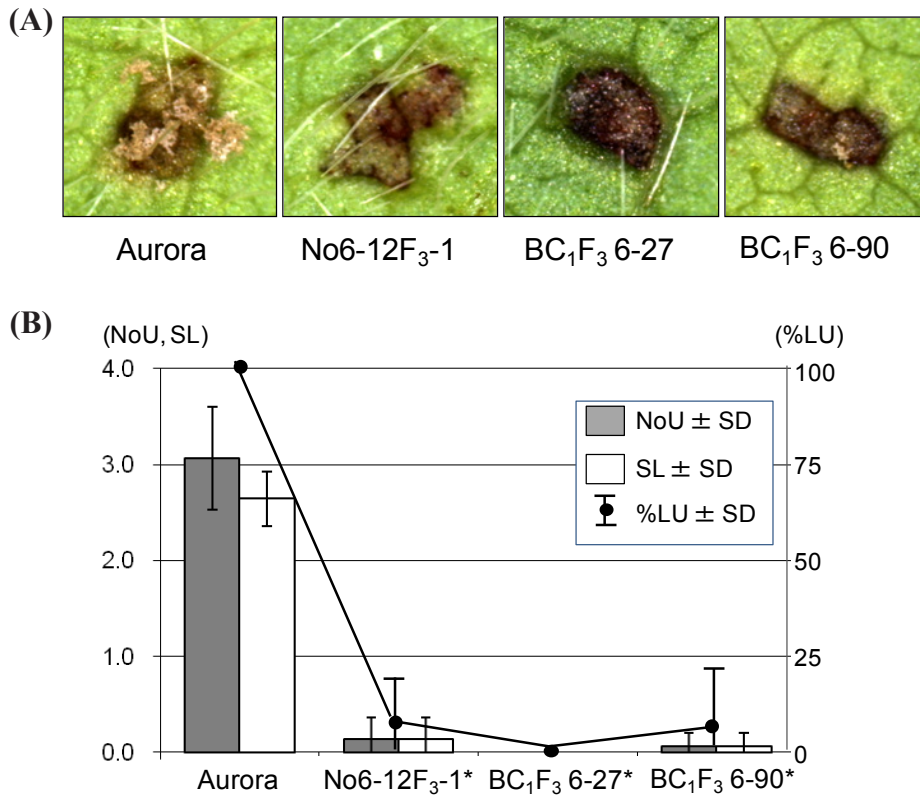 (A)
Aurora No6-12F₃-1 BC₁F₃ 6-27 BC₁F₃ 6-90
(B)
(NoU, SL) (%LU)
4.0 100
NoU ± SD
3.0 75
SL ± SD
%LU ± SD
2.0 50
1.0 25
0.0 0
Aurora No6-12F₃-1* BC₁F₃ 6-27* BC₁F₃ 6-90*